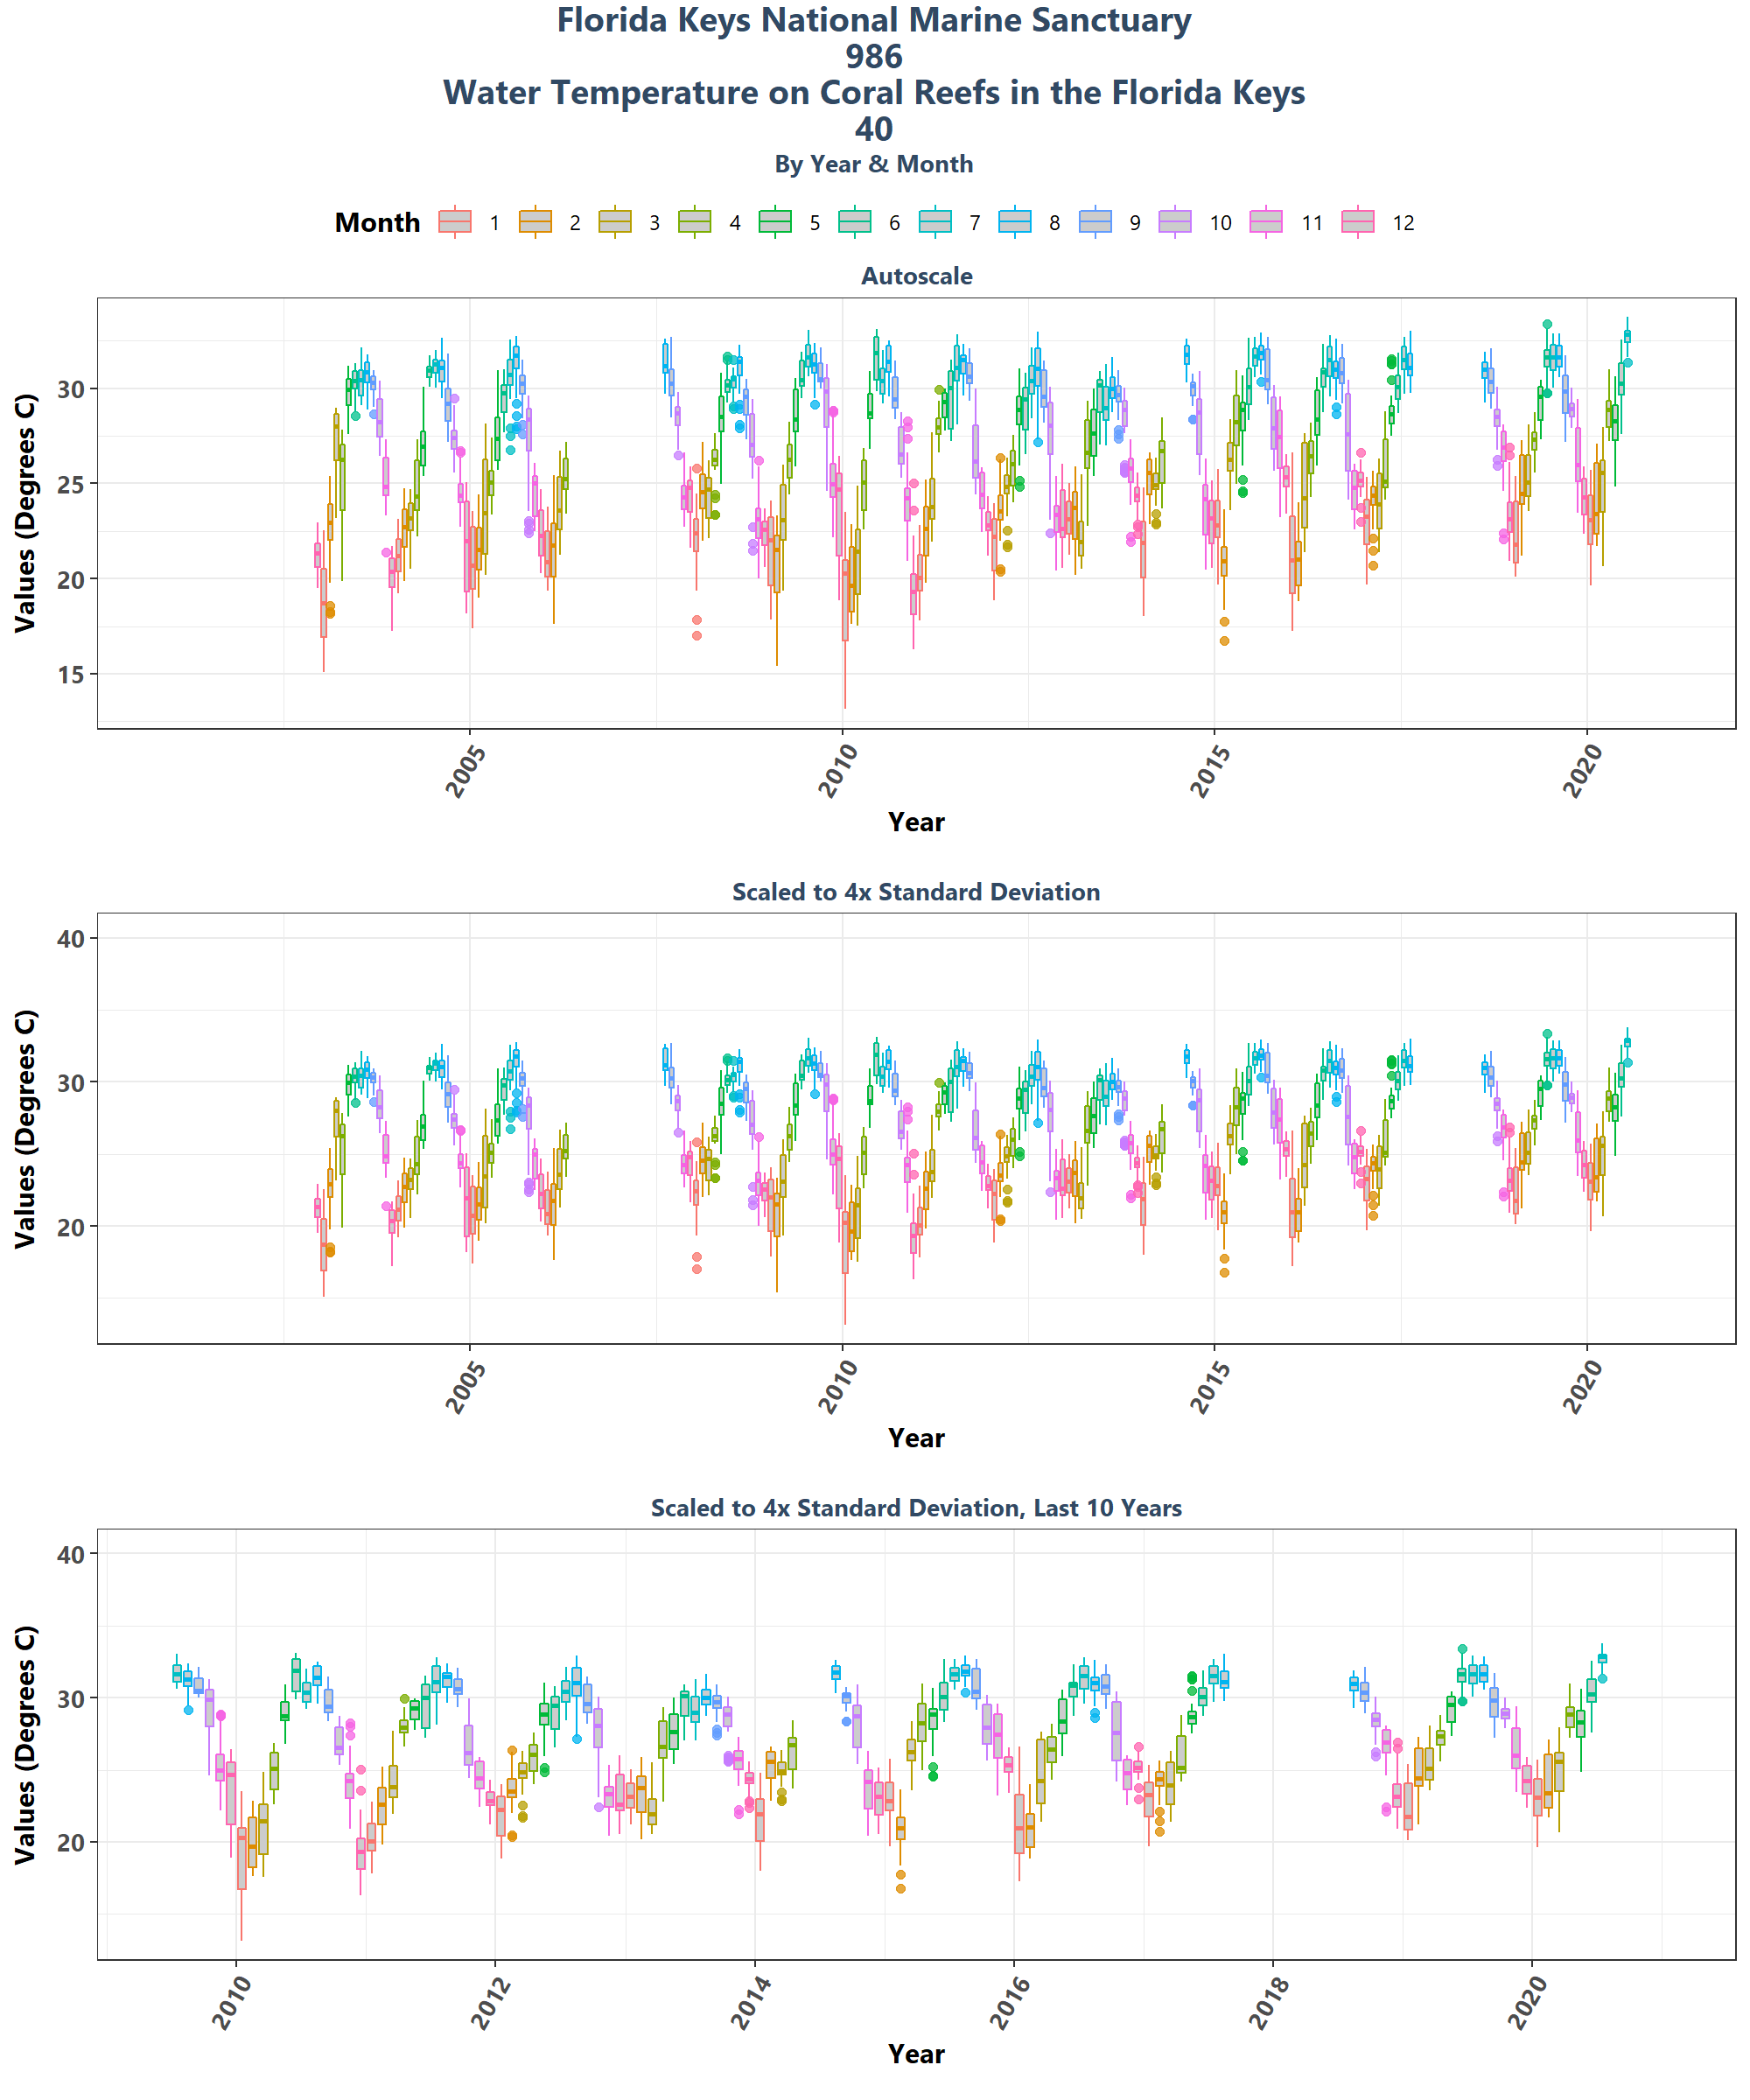 Florida Keys National Marine Sanctuary
986
Water Temperature on Coral Reefs in the Florida Keys
40
By Year & Month
Month 1 2 3 4 5 6 7 8 9 10 11 12
Autoscale
Values (Degrees C)
30
25
20
15
2005 2010 2015 2020
Year
Scaled to 4x Standard Deviation
Values (Degrees C)
40
30
20
2005 2010 2015 2020
Year
Scaled to 4x Standard Deviation, Last 10 Years
Values (Degrees C)
40
30
20
2010 2012 2014 2016 2018 2020
Year